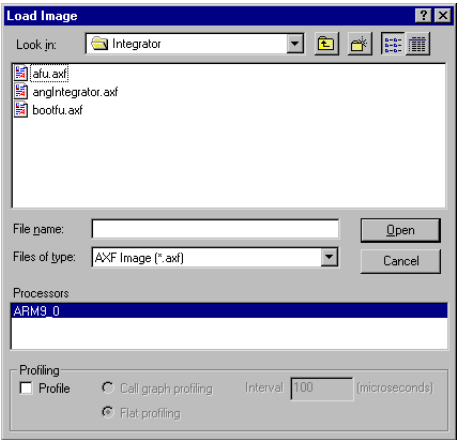 Load Image
Look in: Integrator
afu.axf
angIntegrator.axf
bootfu.axf
File name: Open
Files of type: AXF Image (*.axf) Cancel
Processors
ARM9_0
Profiling
Profile Call graph profiling Interval 100 (microseconds)
Flat profiling